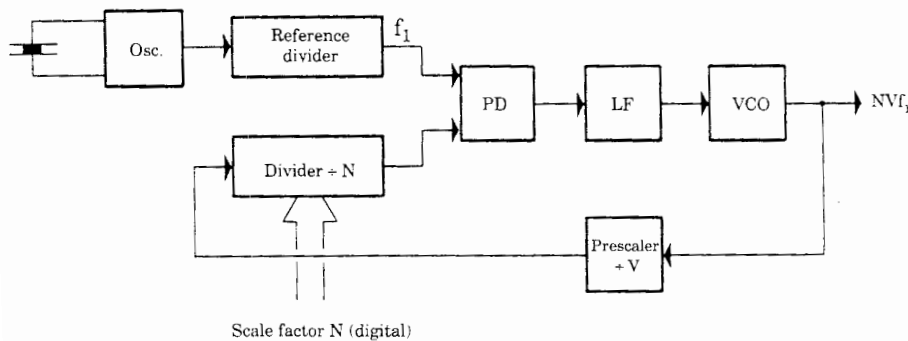 Osc.
Reference
divider
f1
PD
LF
VCO
NVf1
Divider ÷ N
Prescaler
÷ V
Scale factor N (digital)